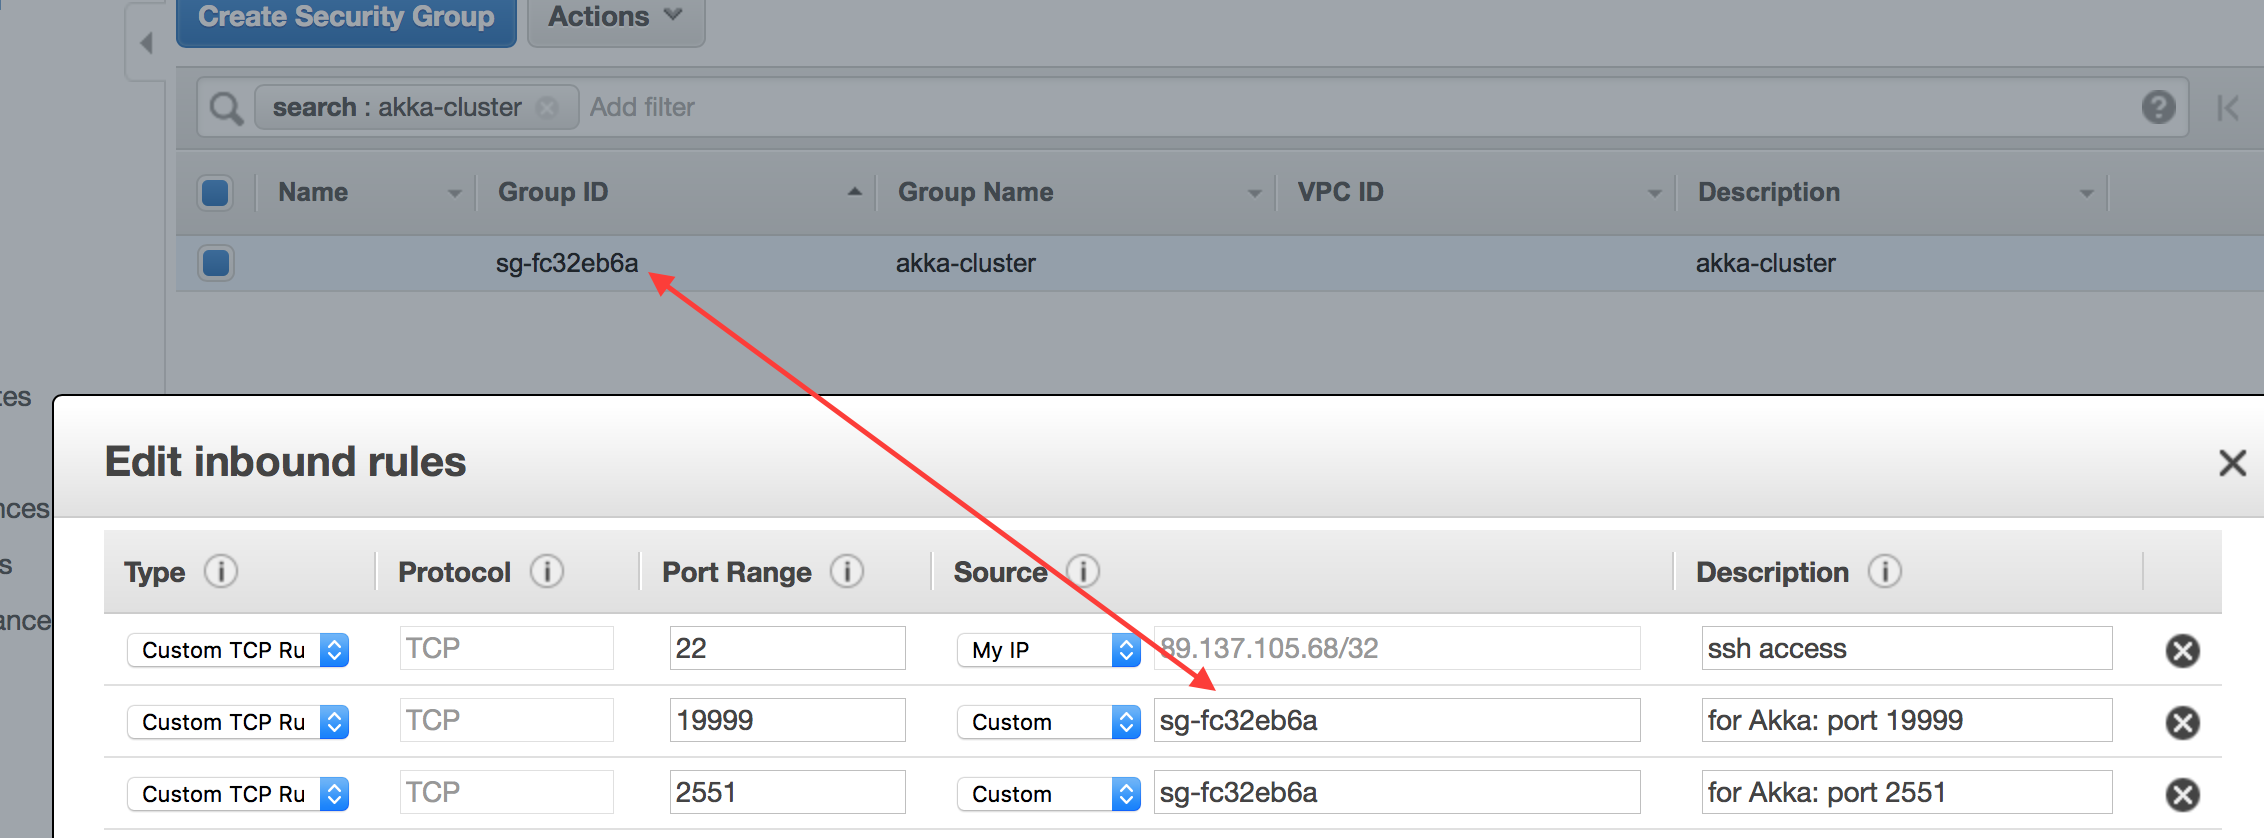 Create Security Group Actions
search : akka-cluster Add filter
Name Group ID Group Name VPC ID Description
sg-fc32eb6a akka-cluster akka-cluster
tes
nces
s
ance
Edit inbound rules
Type Protocol Port Range Source Description
Custom TCP Ru TCP 22 My IP 89.137.105.68/32 ssh access
Custom TCP Ru TCP 19999 Custom sg-fc32eb6a for Akka: port 19999
Custom TCP Ru TCP 2551 Custom sg-fc32eb6a for Akka: port 2551